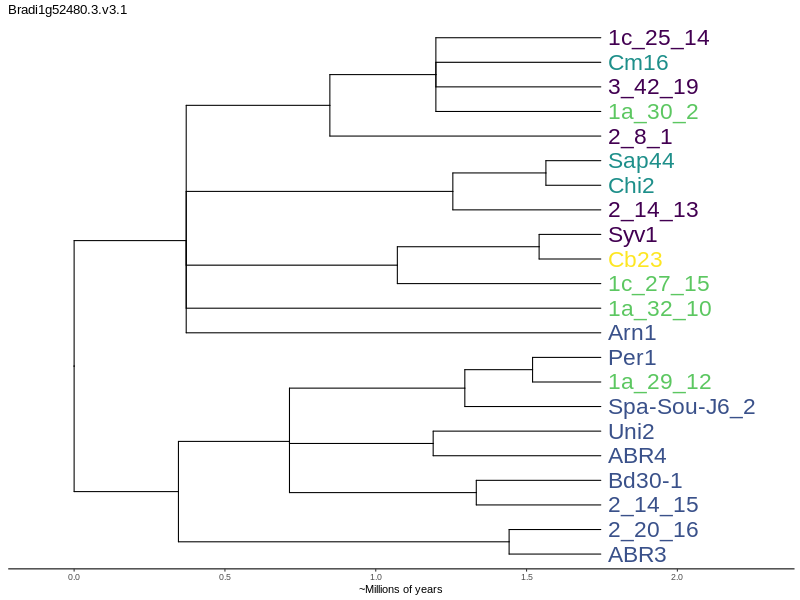 Bradi1g52480.3.v3.1
1c_25_14
Cm16
3_42_19
1a_30_2
2_8_1
Sap44
Chi2
2_14_13
Syv1
Cb23
1c_27_15
1a_32_10
Arn1
Per1
1a_29_12
Spa-Sou-J6_2
Uni2
ABR4
Bd30-1
2_14_15
2_20_16
ABR3
0.0 0.5 1.0 1.5 2.0
~Millions of years